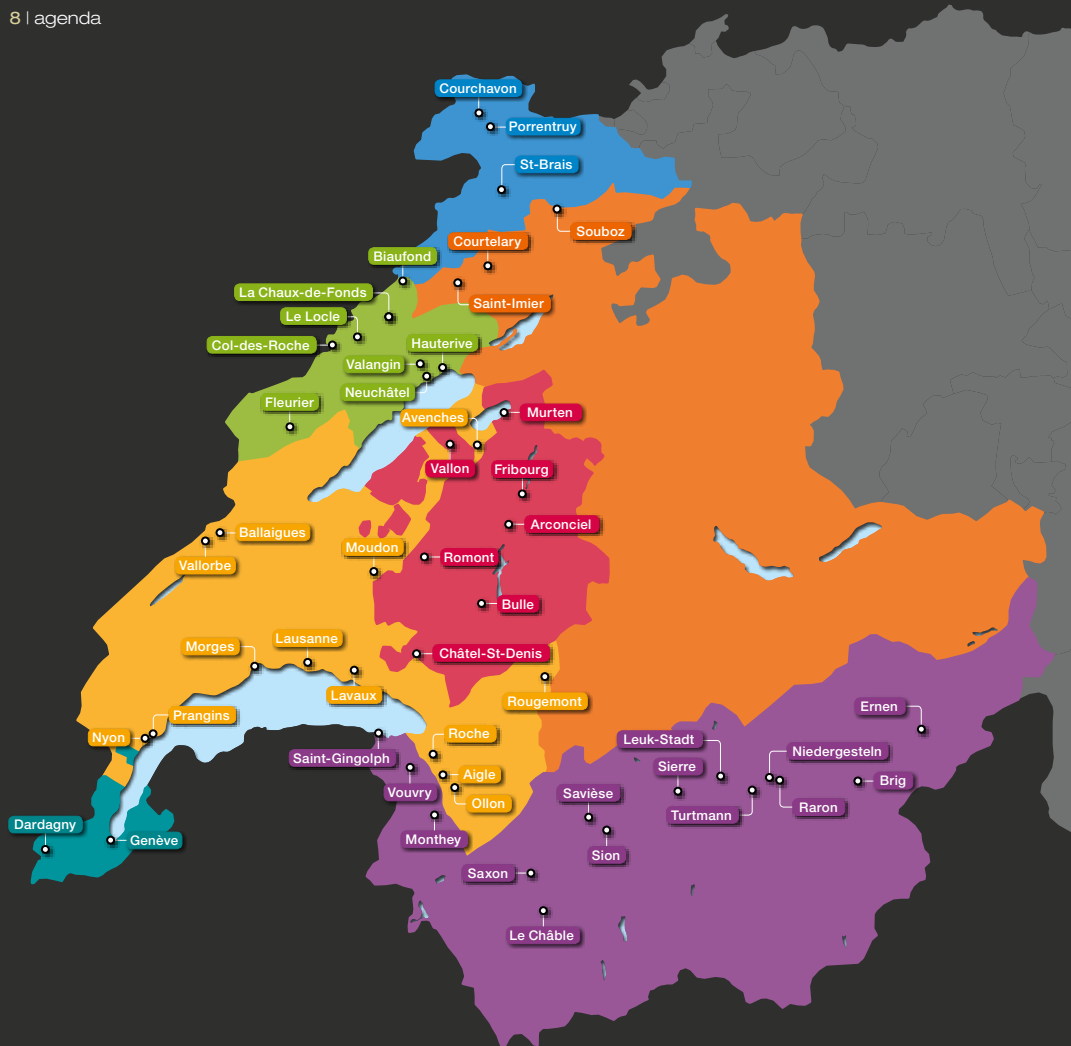 8 | agenda
Courchavon
Porrentruy
St-Brais
Souboz
Courtelary
Biaufond
La Chaux-de-Fonds
Saint-Imier
Le Locle
Col-des-Roche
Hauterive
Valangin
Neuchâtel
Fleurier
Avenches
Murten
Vallon
Fribourg
Arconciel
Ballaigues
Moudon
Romont
Vallorbe
Bulle
Lausanne
Morges
Châtel-St-Denis
Lavaux
Rougemont
Prangins
Nyon
Roche
Ernen
Leuk-Stadt
Niedergesteln
Saint-Gingolph
Sierre
Aigle
Brig
Vouvry
Savièse
Ollon
Raron
Turtmann
Dardagny
Genève
Monthey
Sion
Saxon
Le Châble